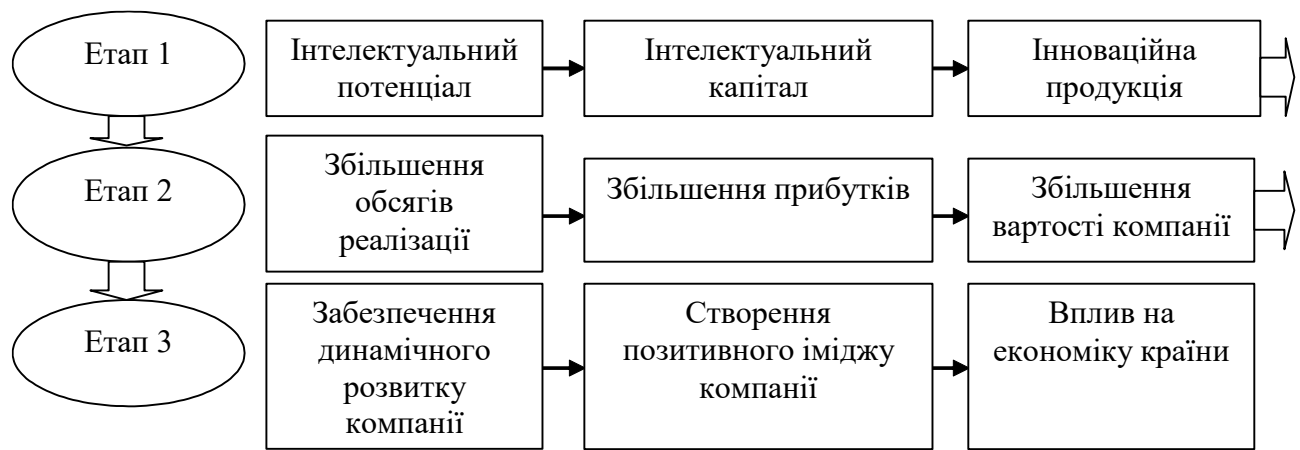 Етап 1
Інтелектуальний
потенціал
Інтелектуальний
капітал
Інноваційна
продукція
Етап 2
Збільшення
обсягів
реалізації
Збільшення прибутків
Збільшення
вартості компанії
Етап 3
Забезпечення
динамічного
розвитку
компанії
Створення
позитивного іміджу
компанії
Вплив на
економіку країни